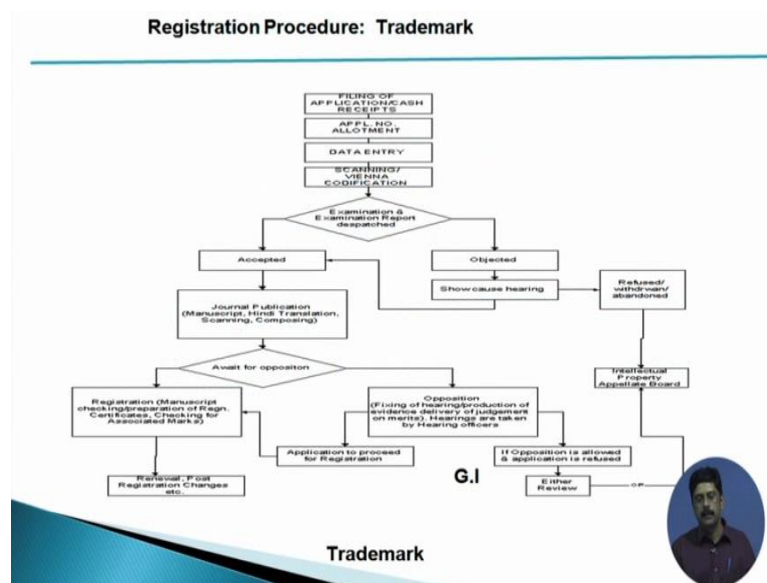 Registration Procedure: Trademark
FILING OF
APPLICATION/CASH
RECEIPTS
APPL. NO.
ALLOTMENT
DATA ENTRY
SCANNING/
VIENNA
CODIFICATION
Examination &
Examination Report
despatched
Accepted
Objected
Show cause hearing
Refused/
withdrwan/
abandoned
Journal Publication
(Manuscript, Hindi Translation,
Scanning, Composing)
Await for oppositon
Intellectual
Property
Appellate Board
Registration (Manuscript
checking/preparation of Regn.
Certificates, Checking for
Associated Marks)
Opposition
(Fixing of hearing/production of
evidence delivery of judgement
on merits). Hearings are taken
by Hearing officers
Application to proceed
for Registration
If Opposition is allowed
& application is refused
Renewal, Post
Registration Changes
etc.
G.I
Either
Review
OR
Trademark